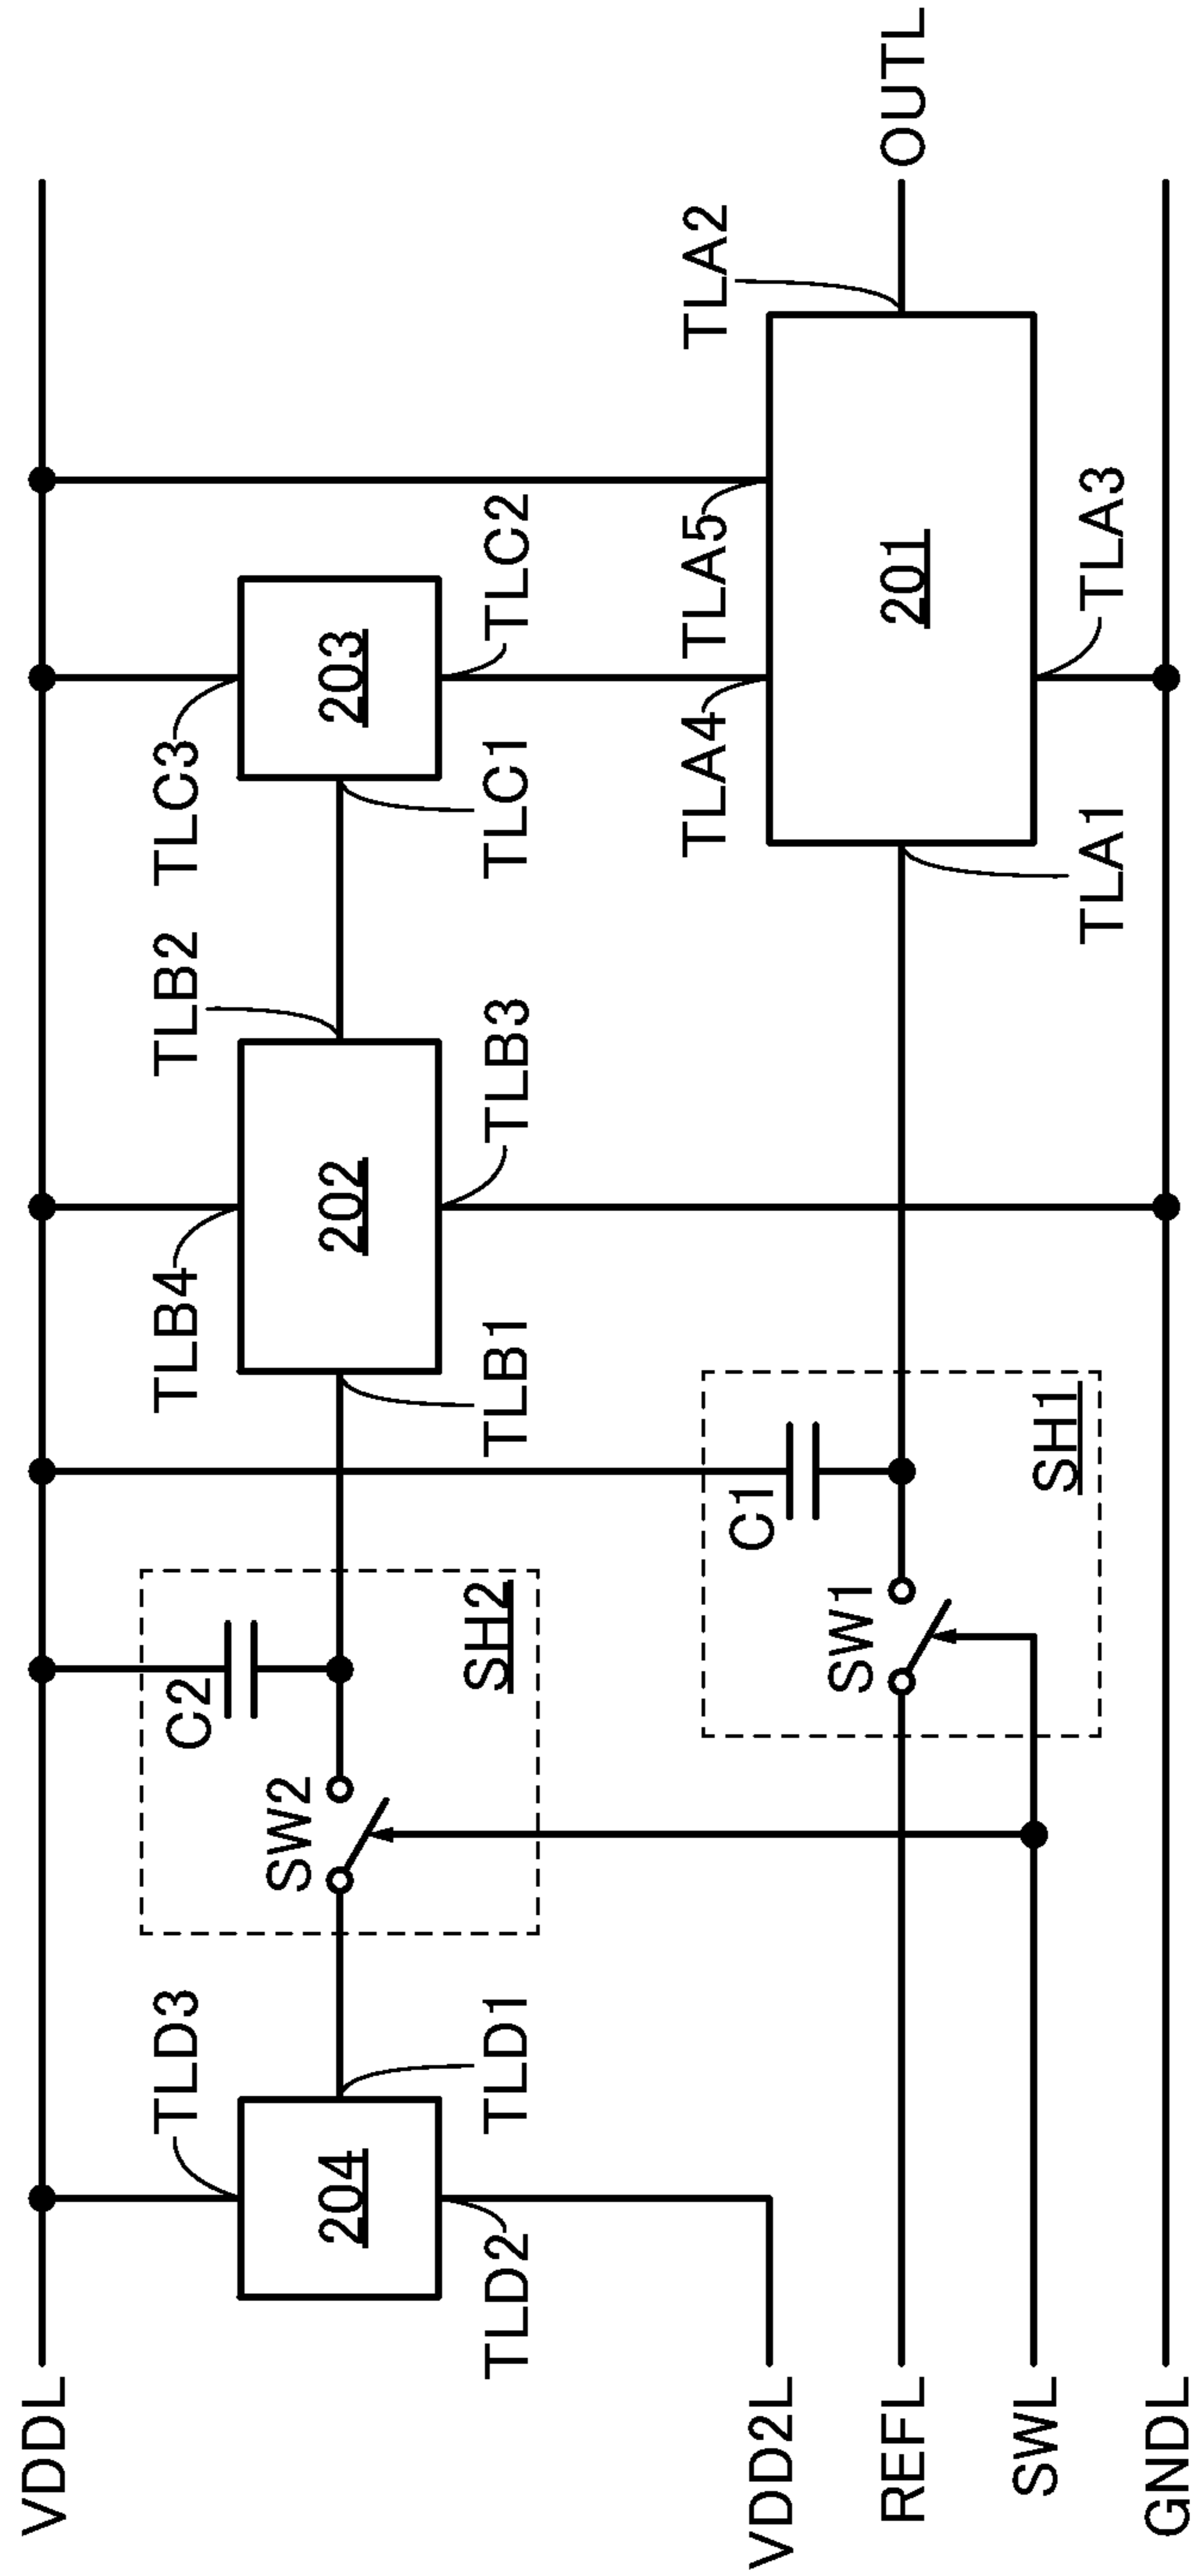 VDDL
TLD3
204
TLD2
TLD1
VDD2L
SW2
C2
SH2
TLB4
202
TLB1
TLB2
TLB3
TLC3
203
TLC1
TLC2
REFL
SWL
SW1
C1
SH1
TLA4
TLA5
TLA2
201
TLA1
TLA3
OUTL
GNDL